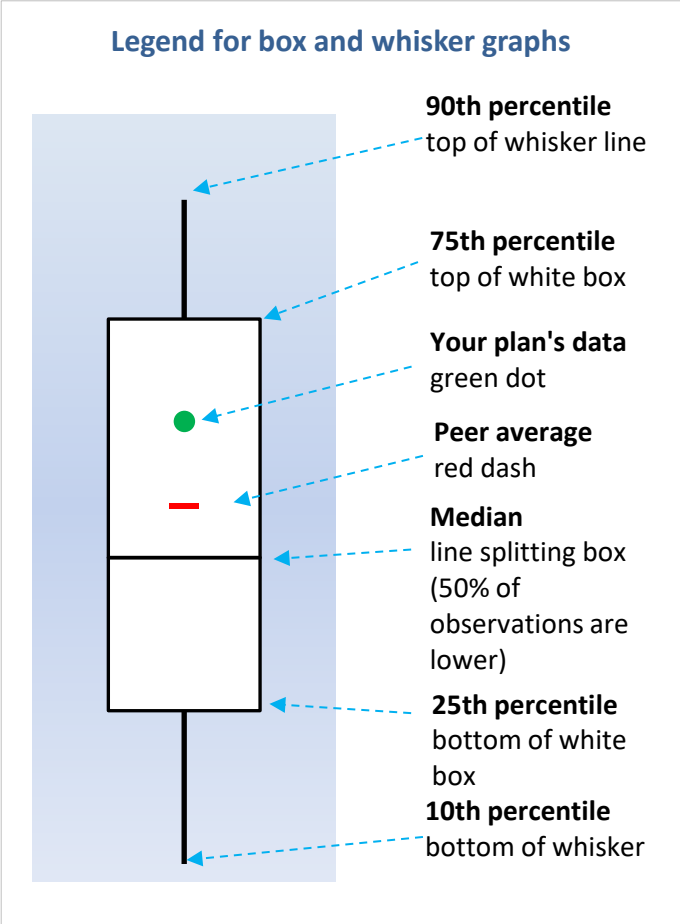 Legend for box and whisker graphs
90th percentile
top of whisker line
75th percentile
top of white box
Your plan's data
green dot
Peer average
red dash
Median
line splitting box
(50% of
observations are
lower)
25th percentile
bottom of white
box
10th percentile
bottom of whisker